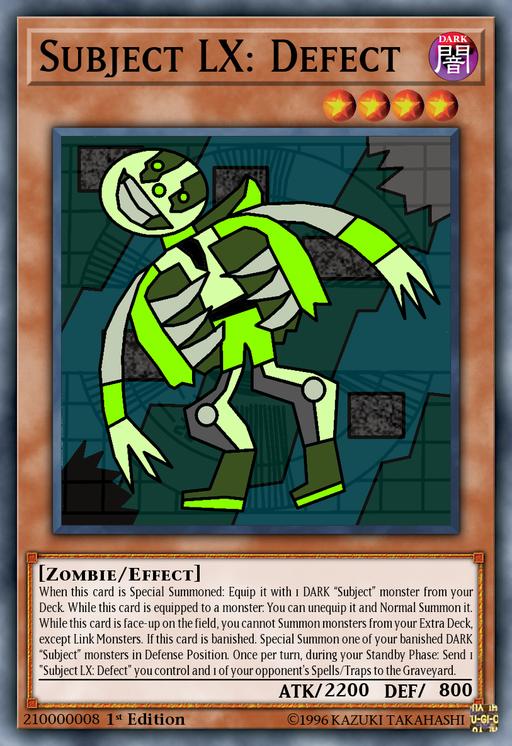 Subject LX: Defect
DARK
闇
[Zombie/Effect]
When this card is Special Summoned: Equip it with 1 DARK "Subject" monster from your
Deck. While this card is equipped to a monster: You can unequip it and Normal Summon it.
While this card is face-up on the field, you cannot Summon monsters from your Extra Deck,
except Link Monsters. If this card is banished. Special Summon one of your banished DARK
"Subject" monsters in Defense Position. Once per turn, during your Standby Phase: Send 1
"Subject LX: Defect" you control and 1 of your opponent's Spells/Traps to the Graveyard.
ATK/2200 DEF/ 800
210000008 1st Edition ©1996 KAZUKI TAKAHASHI